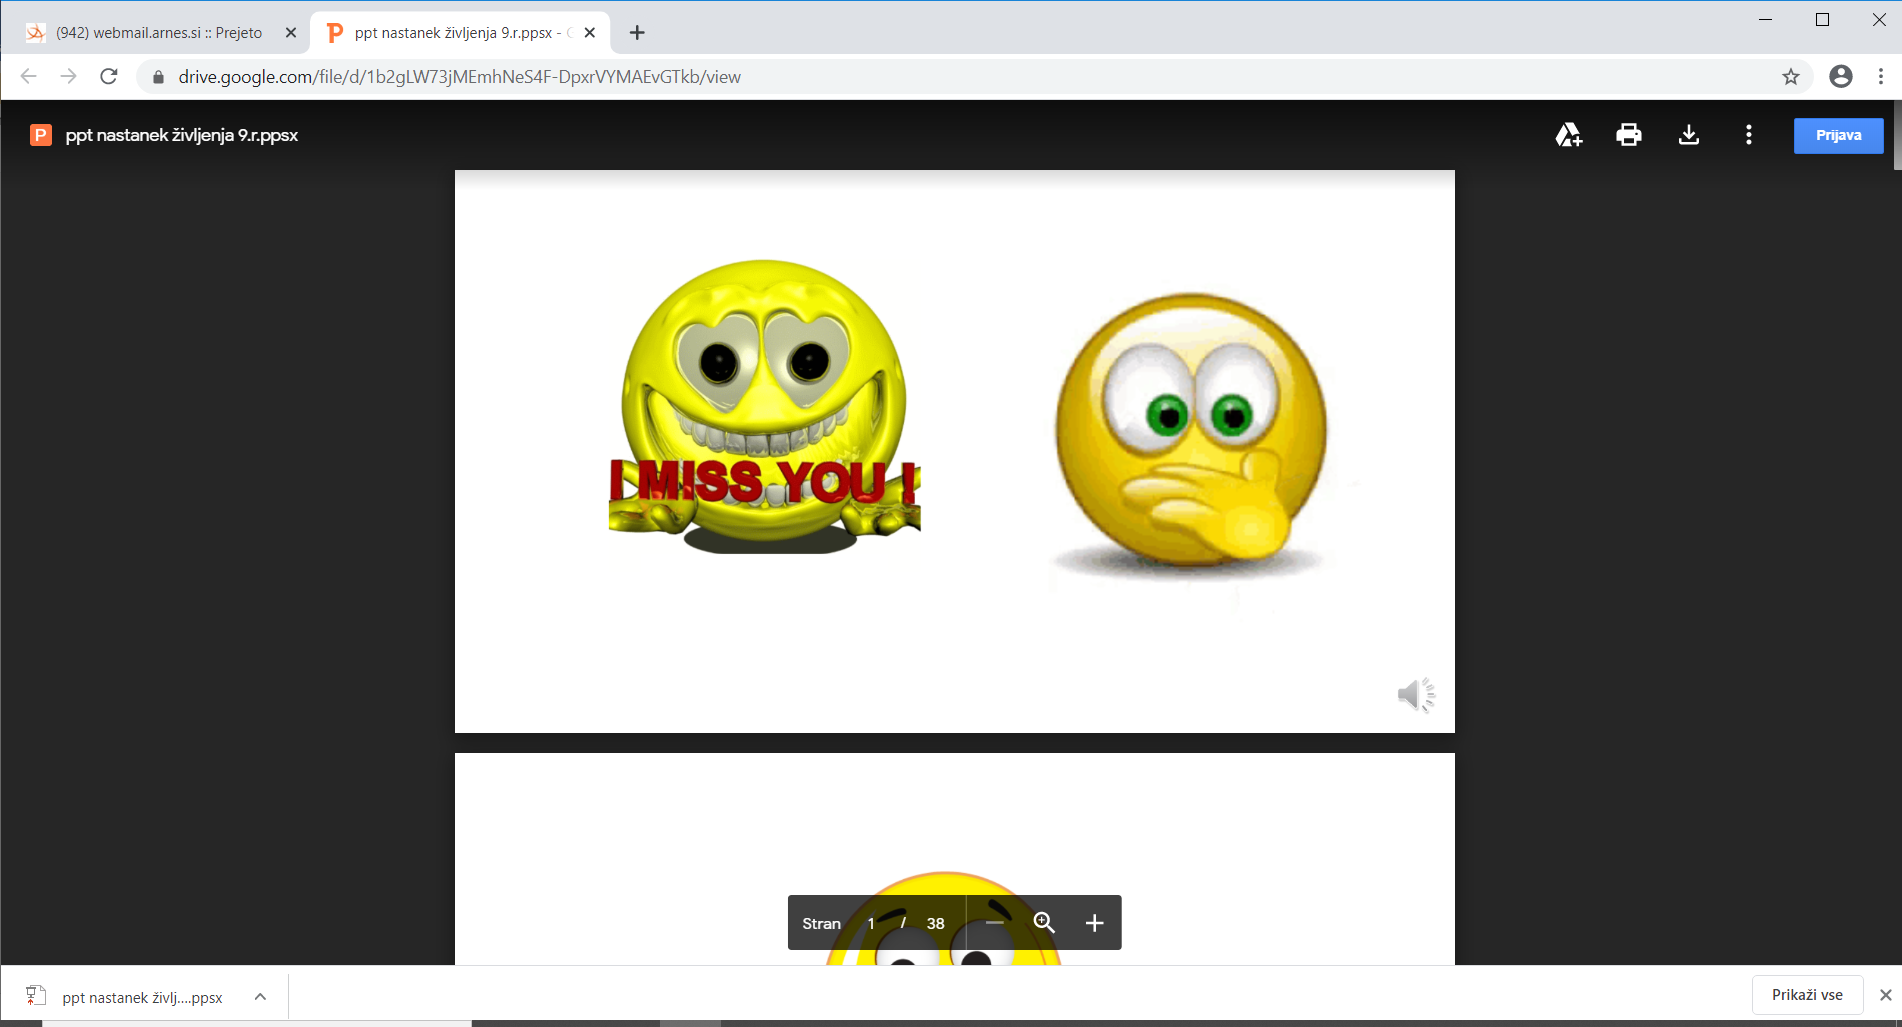 (942) webmail.arnes.si :: Prejeto
ppt nastanek življenja 9.r.ppsx -
drive.google.com/file/d/1b2gLW73jMEmhNeS4F-DpxrVYMAEvGTkb/view
P ppt nastanek življenja 9.r.ppsx
Prijava
I MISS YOU !
Stran 1 / 38
ppt nastanek življ....ppsx
Prikaži vse